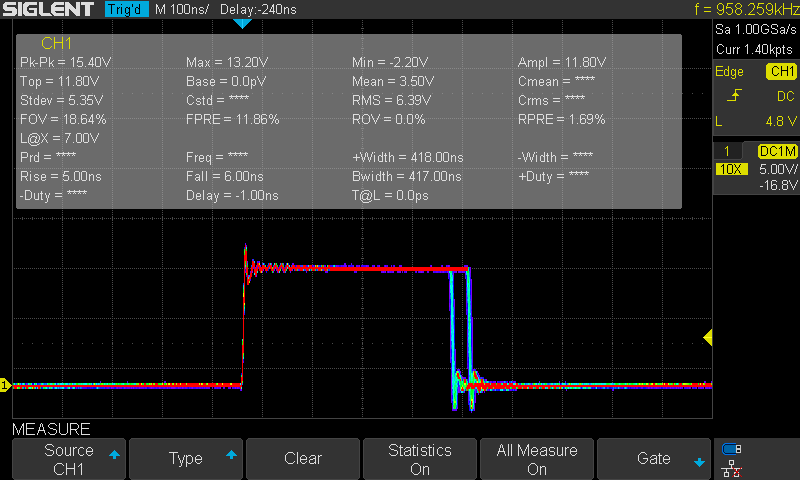 SIGLENT Trig'd M 100ns/ Delay:-240ns f = 958.259kHz
Sa 1.00GSa/s
Curr 1.40kpts
Edge CH1
DC
L 4.8 V
1 DC1M
10X 5.00V/
-16.8V
CH1
Pk-Pk = 15.40V Max = 13.20V Min = -2.20V Ampl = 11.80V
Top = 11.80V Base = 0.0pV Mean = 3.50V Cmean = ****
Stdev = 5.35V Cstd = **** RMS = 6.39V Crms = ****
FOV = 18.64% FPRE = 11.86% ROV = 0.0% RPRE = 1.69%
L@X = 7.00V
Prd = **** Freq = **** +Width = 418.00ns -Width = ****
Rise = 5.00ns Fall = 6.00ns Bwidth = 417.00ns +Duty = ****
-Duty = **** Delay = -1.00ns T@L = 0.0ps
1
MEASURE
Source
CH1
Type
Clear
Statistics
On
All Measure
On
Gate